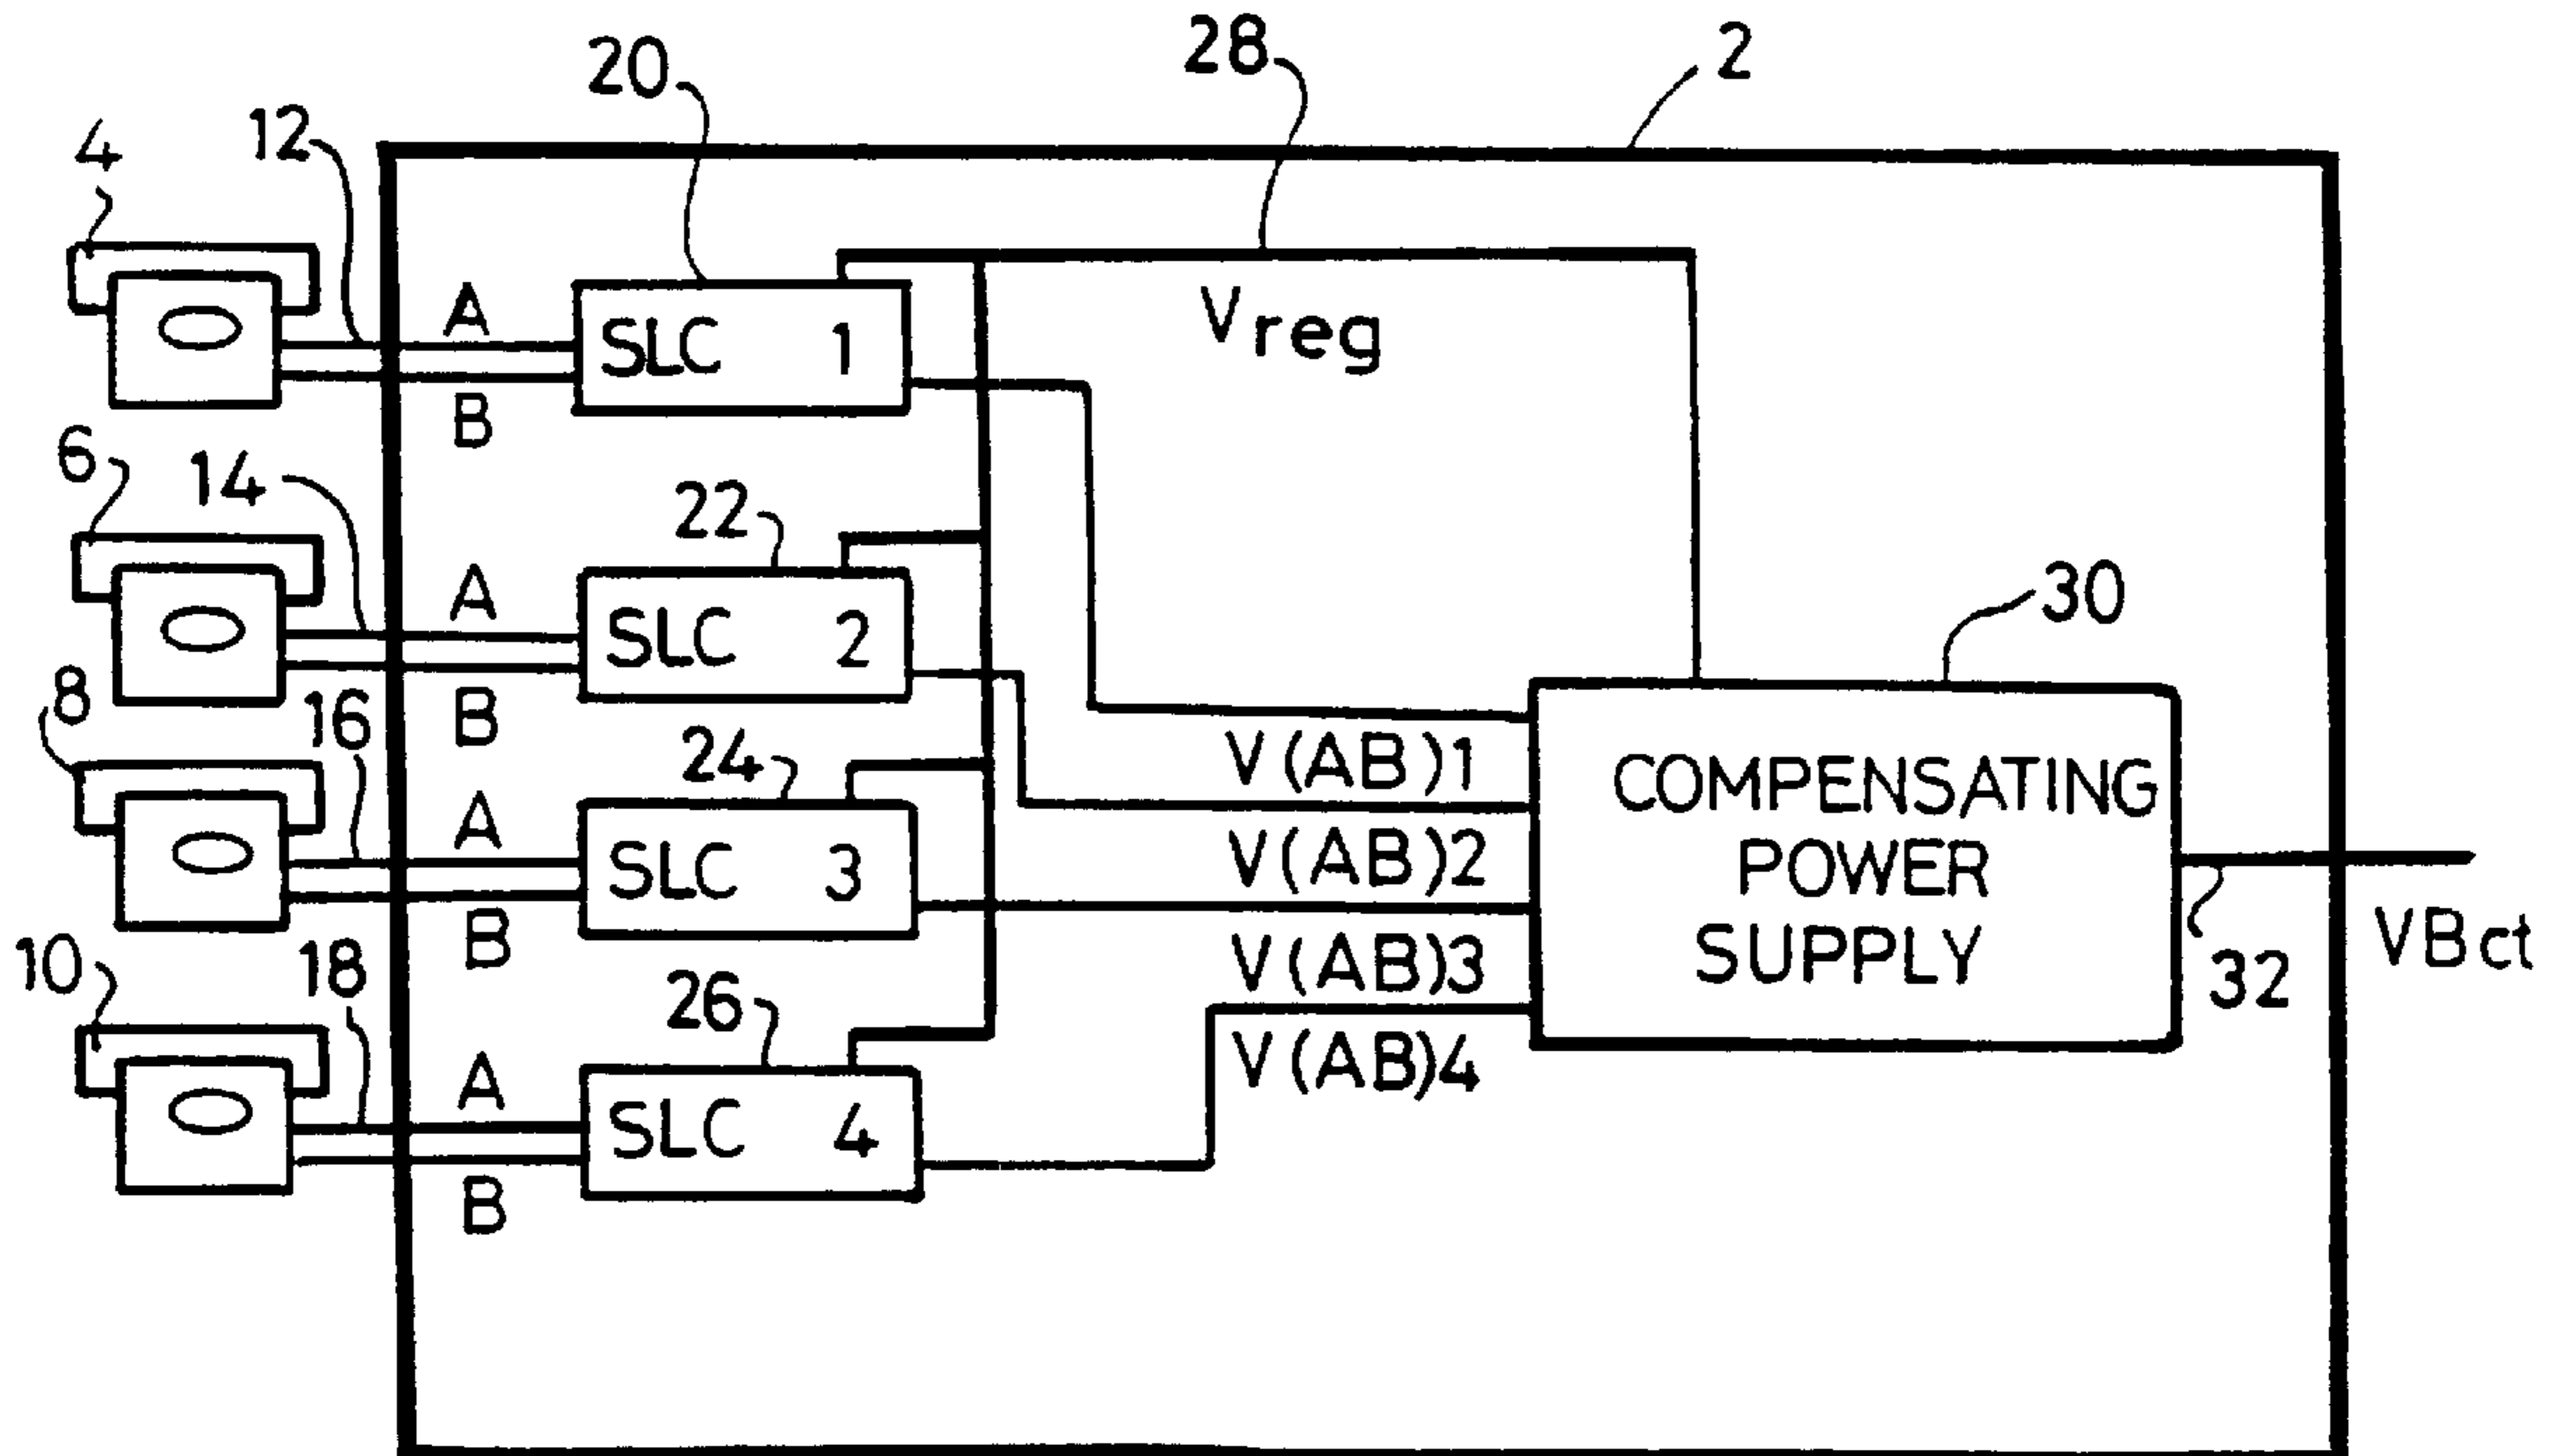 28
2
20
12
4
A
SLC 1
Vreg
B
6
14
22
A
SLC 2
30
B
8
16
24
V(AB)1
A
COMPENSATING
POWER
SUPPLY
SLC 3
V(AB)2
B
VBct
10
18
26
V(AB)3
32
A
V(AB)4
SLC 4
B